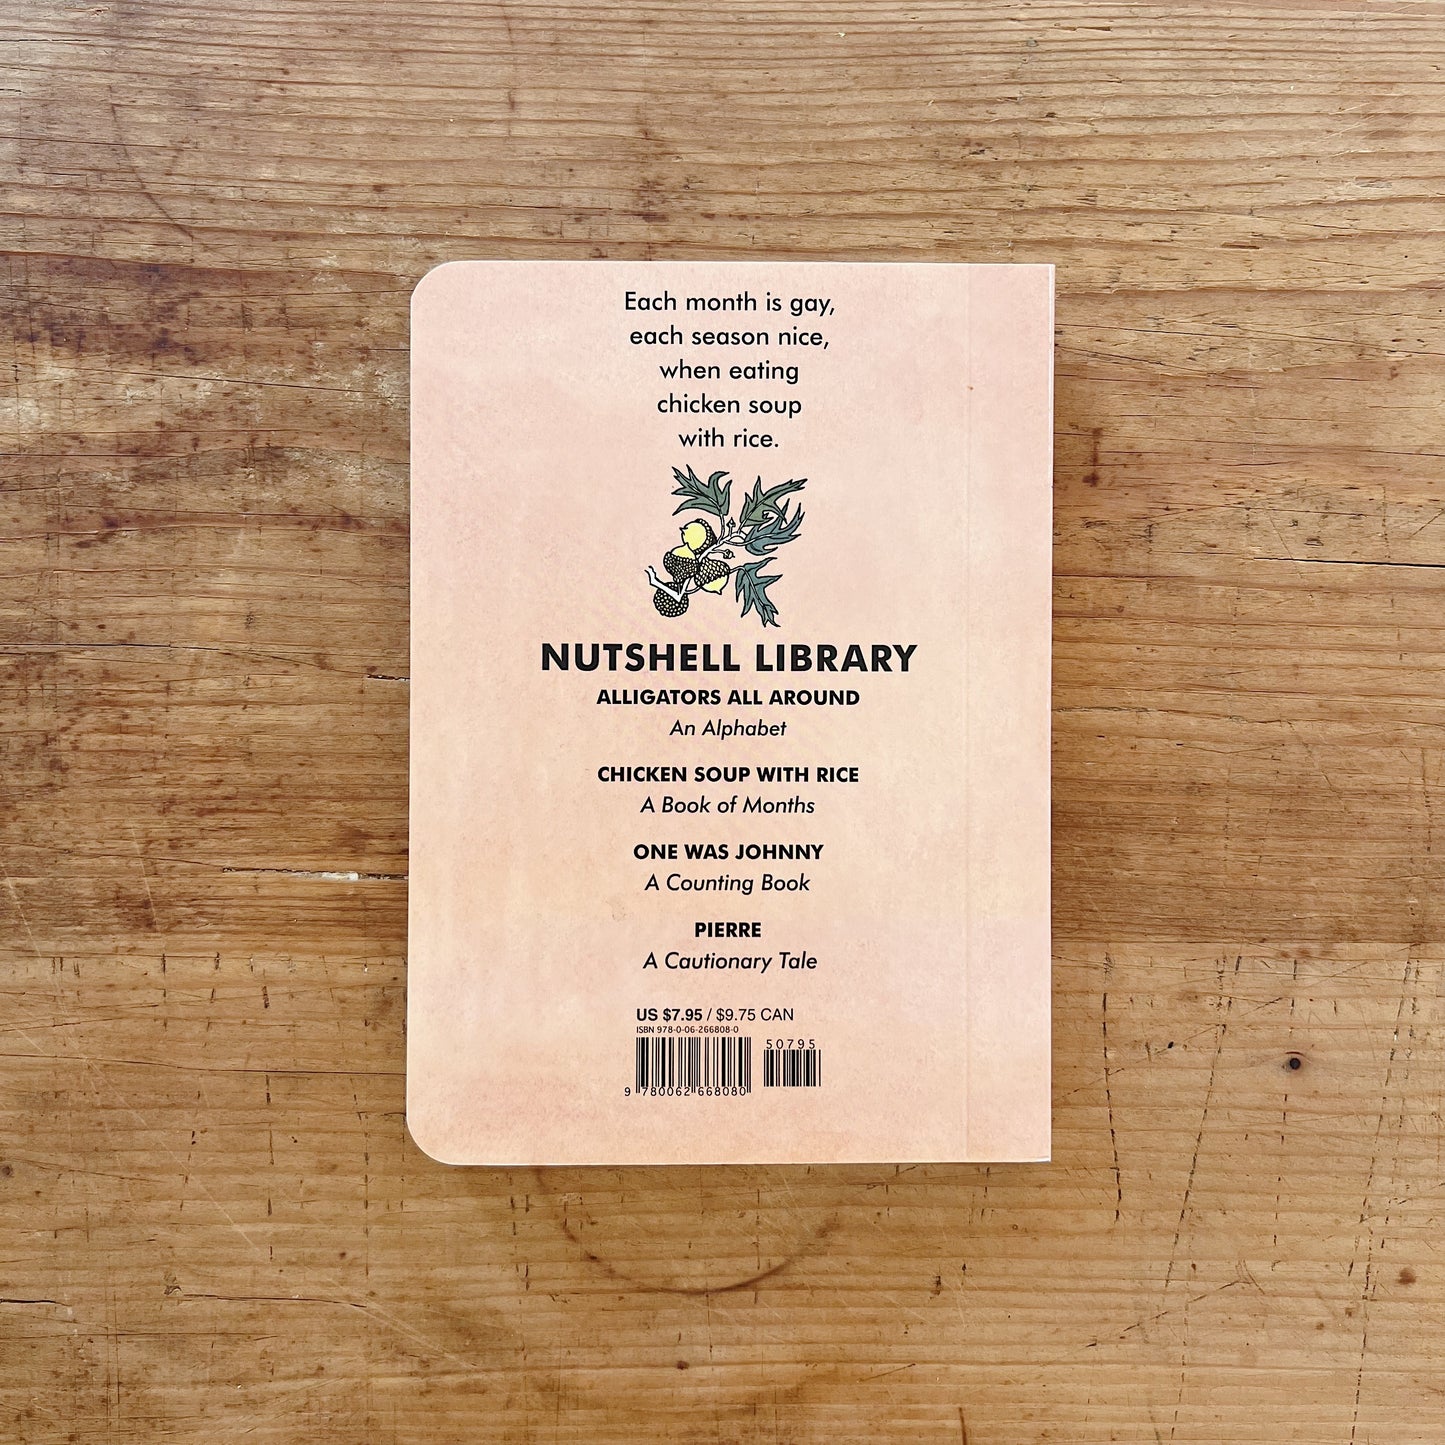 Each month is gay,
each season nice,
when eating
chicken soup
with rice.
NUTSHELL LIBRARY
ALLIGATORS ALL AROUND
An Alphabet
CHICKEN SOUP WITH RICE
A Book of Months
ONE WAS JOHNNY
A Counting Book
PIERRE
A Cautionary Tale
US $7.95 / $9.75 CAN
ISBN 978-0-06-266808-0
50795
9 780062 668080